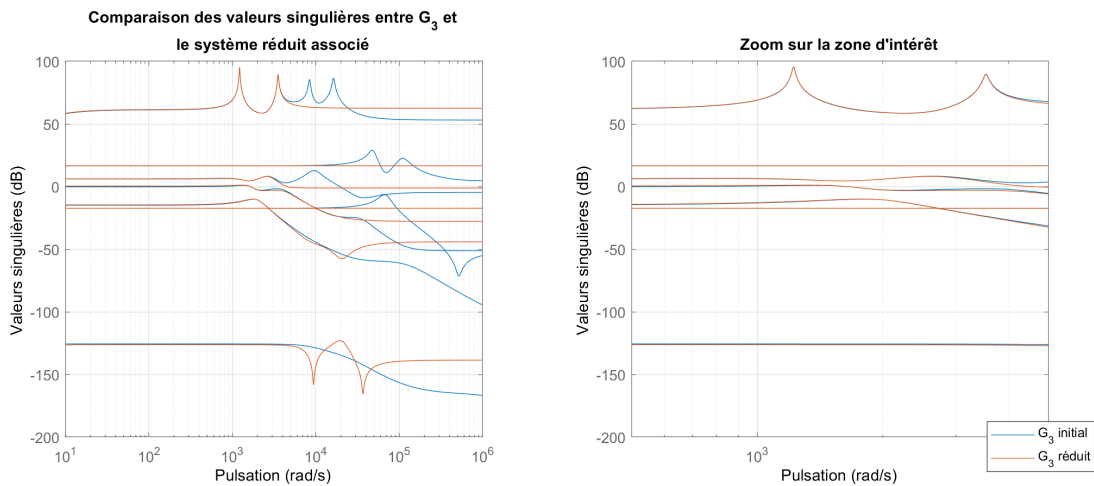 Comparaison des valeurs singulières entre G3 et
le système réduit associé
100
50
0
-50
-100
-150
-200
10^1
10^2
10^3
10^4
10^5
10^6
Valeurs singulières (dB)
Pulsation (rad/s)
Zoom sur la zone d'intérêt
100
50
0
-50
-100
-150
-200
10^3
Valeurs singulières (dB)
Pulsation (rad/s)
G3 initial
G3 réduit